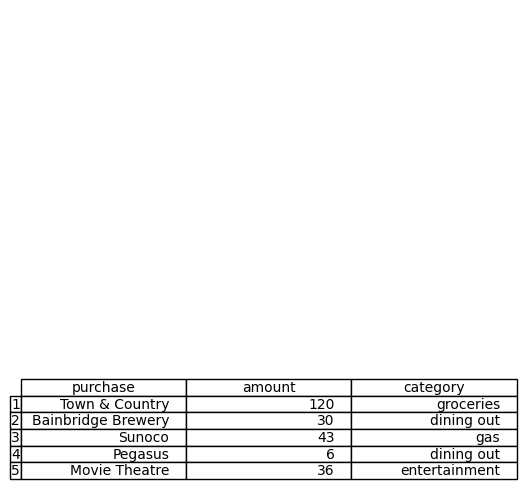 purchase amount category
1 Town & Country 120 groceries
2 Bainbridge Brewery 30 dining out
3 Sunoco 43 gas
4 Pegasus 6 dining out
5 Movie Theatre 36 entertainment